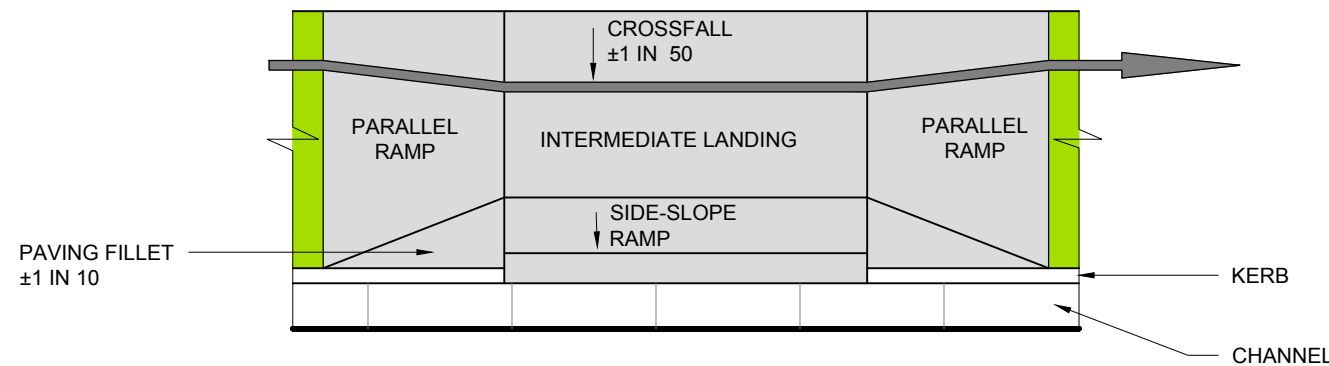 CROSSFALL
±1 IN 50
PARALLEL
RAMP
INTERMEDIATE LANDING
PARALLEL
RAMP
SIDE-SLOPE
RAMP
PAVING FILLET
±1 IN 10
KERB
CHANNEL